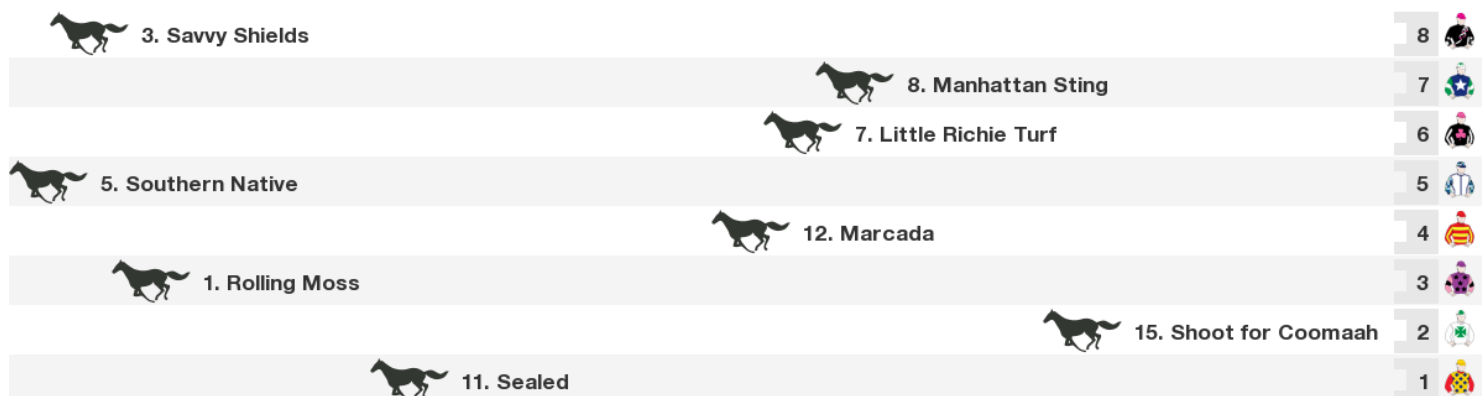 3. Savvy Shields 8
8. Manhattan Sting 7
7. Little Richie Turf 6
5. Southern Native 5
12. Marcada 4
1. Rolling Moss 3
15. Shoot for Coomaah 2
11. Sealed 1